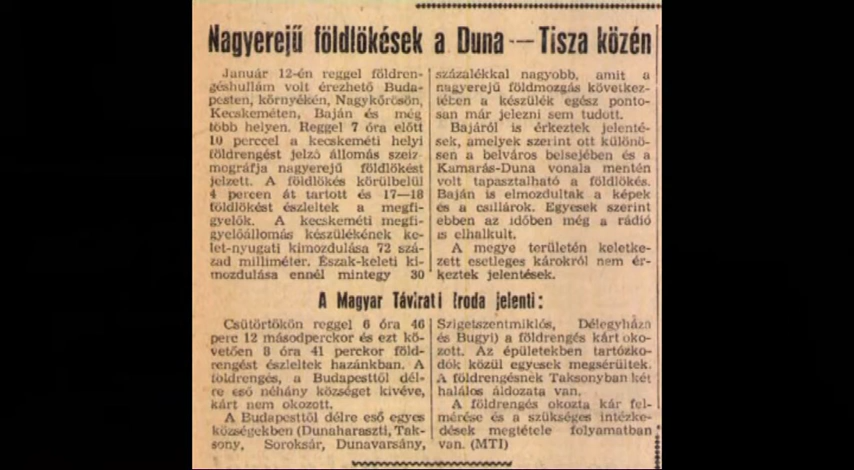 Nagyerejű földlökések a Duna — Tisza közén
Január 12-én reggel földren-
géshullám volt érezhető Buda-
pesten, környékén, Nagykőrösön,
Kecskeméten, Baján és még
több helyen. Reggel 7 óra előtt
10 perccel a kecskeméti helyi
földrengést jelző állomás szeiz-
mográfja nagyerejű földlökést
jelzett. A földlökés körülbelül
4 percen át tartott és 17—18
földlökést észleltek a megfi-
gyelők. A kecskeméti megfi-
gyelőállomás készülékének ke-
let-nyugati kimozdulása 72 szá-
zad milliméter. Észak-keleti ki-
mozdulása ennél mintegy 30
százalékkal nagyobb, amit a
nagyerejű földmozgás következ-
tében a készülék egész ponto-
san már jelezni sem tudott.
Bajáról is érkeztek jelenté-
sek, amelyek szerint ott különö-
sen a belváros belsejében és a
Kamarás-Duna vonala mentén
volt tapasztalható a földlökés.
Baján is elmozdultak a képek
és a csillárok. Egyesek szerint
ebben az időben még a rádió
is elhalkult.
A megye területén keletke-
zett esetleges károkról nem ér-
keztek jelentések.
A Magyar Távirati Iroda jelenti:
Csütörtökön reggel 6 óra 46
perc 12 másodperckor és ezt kö-
vetően 8 óra 41 perckor föld-
rengést észleltek hazánkban. A
földrengés, a Budapesttől dél-
re eső néhány községet kivéve,
kárt nem okozott.
A Budapesttől délre eső egyes
községekben (Dunaharaszti, Tak-
sony, Soroksár, Dunavarsány,
Szigetszentmiklós, Délegyháza
és Bugyi) a földrengés kárt oko-
zott. Az épületekben tartózko-
dók közül egyesek megsérültek.
A földrengésnek Taksonyban két
halálos áldozata van.
A földrengés okozta kár fel-
mérése és a szükséges intézke-
dések megtétele folyamatban
van. (MTI)